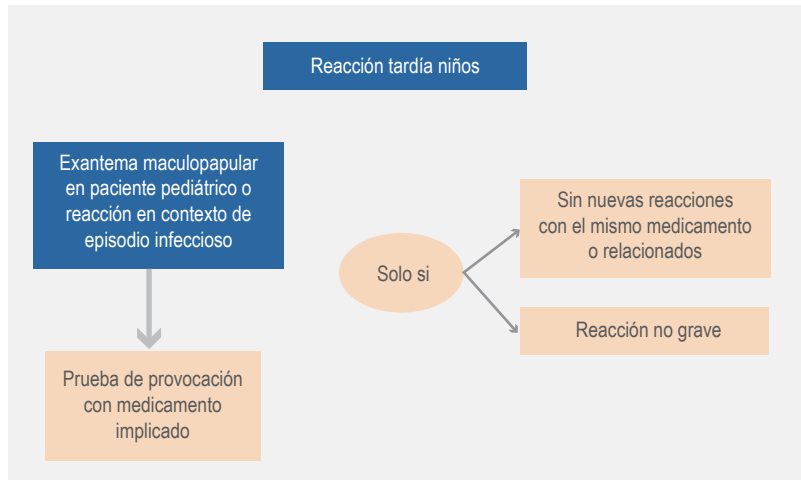 Reacción tardía niños
Exantema maculopapular
en paciente pediátrico o
reacción en contexto de
episodio infeccioso
Prueba de provocación
con medicamento
implicado
Solo si
Sin nuevas reacciones
con el mismo medicamento
o relacionados
Reacción no grave